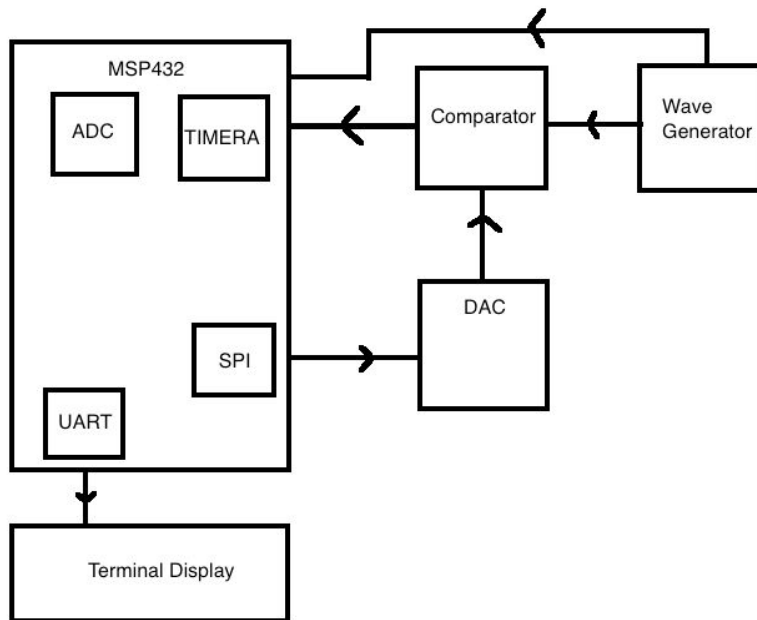 MSP432
ADC
TIMERA
Comparator
Wave
Generator
DAC
SPI
UART
Terminal Display